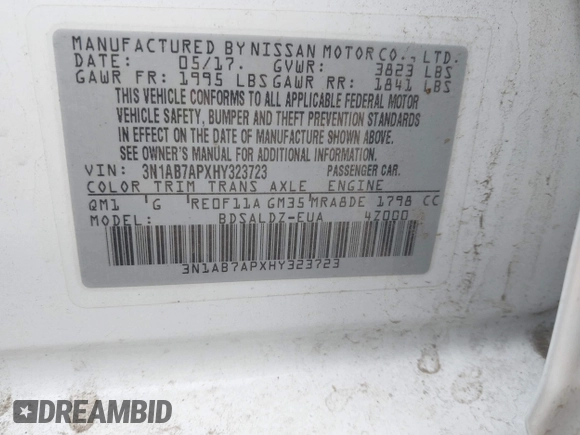 MANUFACTURED BY NISSAN MOTOR CO., LTD.
DATE: 05/17. GVWR: 3823 LBS
GAWR FR: 1995 LBS GAWR RR: 1841 LBS
THIS VEHICLE CONFORMS TO ALL APPLICABLE FEDERAL MOTOR
VEHICLE SAFETY, BUMPER AND THEFT PREVENTION STANDARDS
IN EFFECT ON THE DATE OF MANUFACTURE SHOWN ABOVE.
SEE OWNER'S MANUAL FOR ADDITIONAL INFORMATION.
VIN: 3N1AB7APXHY323723 PASSENGER CAR.
COLOR TRIM TRANS AXLE ENGINE
QM1 G RE0F11A GM35 MRA8DE 1798 CC
MODEL: BDSALDZ-EUA 4Z000
3N1AB7APXHY323723
DREAMBID